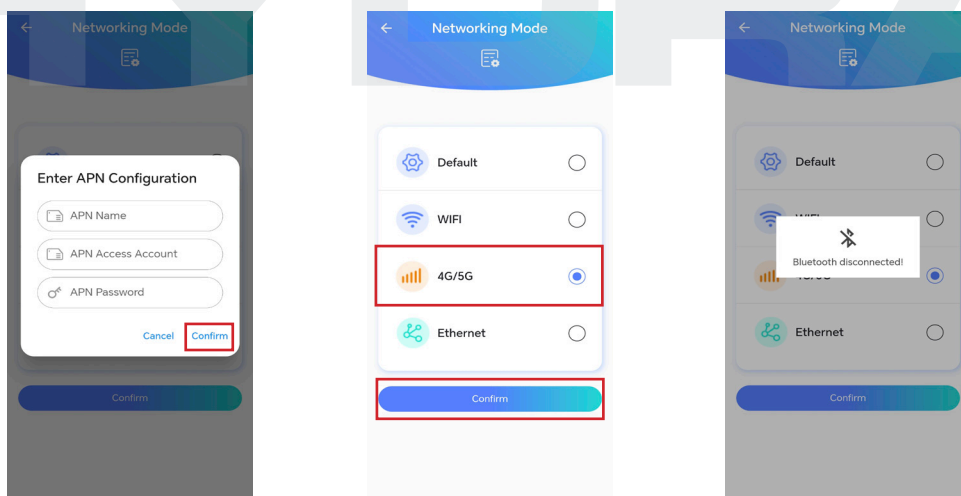 Networking Mode
Enter APN Configuration
APN Name
APN Access Account
APN Password
Cancel Confirm
Confirm
Networking Mode
Default
WIFI
4G/5G
Ethernet
Confirm
Networking Mode
Default
Bluetooth disconnected!
Ethernet
Confirm